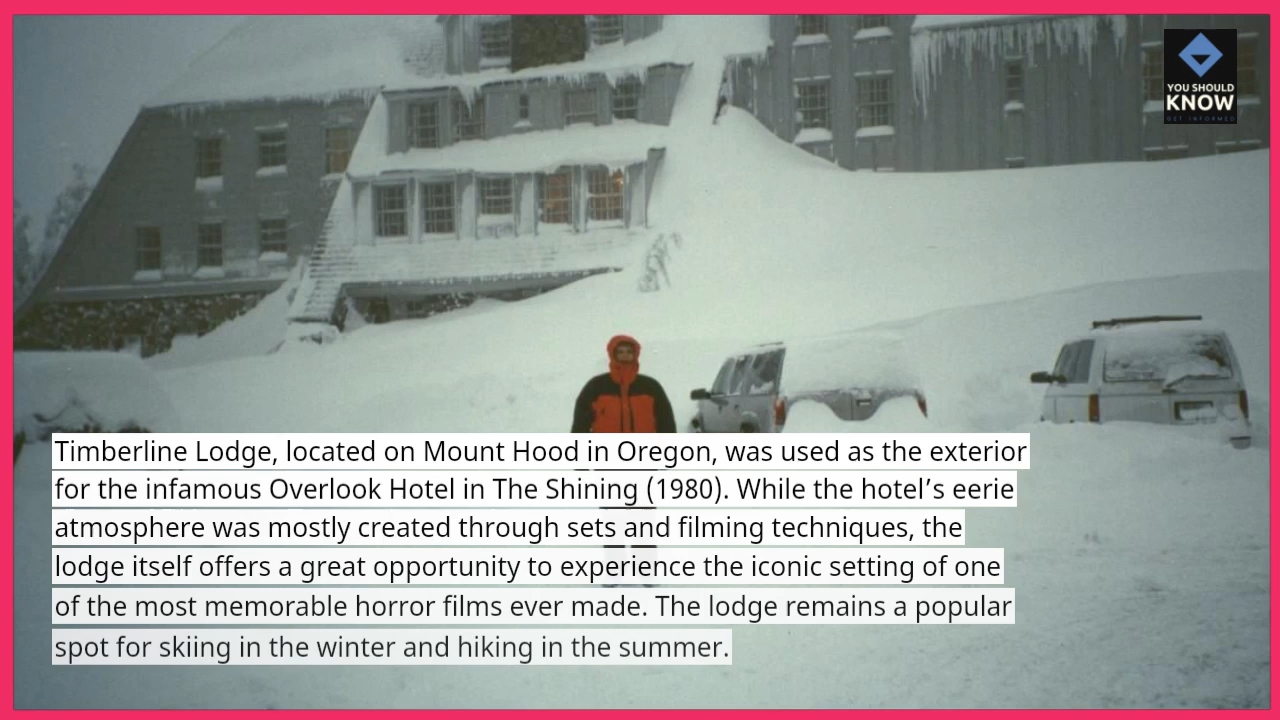 YOU SHOULD
KNOW
GET INFORMED
Timberline Lodge, located on Mount Hood in Oregon, was used as the exterior
for the infamous Overlook Hotel in The Shining (1980). While the hotel’s eerie
atmosphere was mostly created through sets and filming techniques, the
lodge itself offers a great opportunity to experience the iconic setting of one
of the most memorable horror films ever made. The lodge remains a popular
spot for skiing in the winter and hiking in the summer.